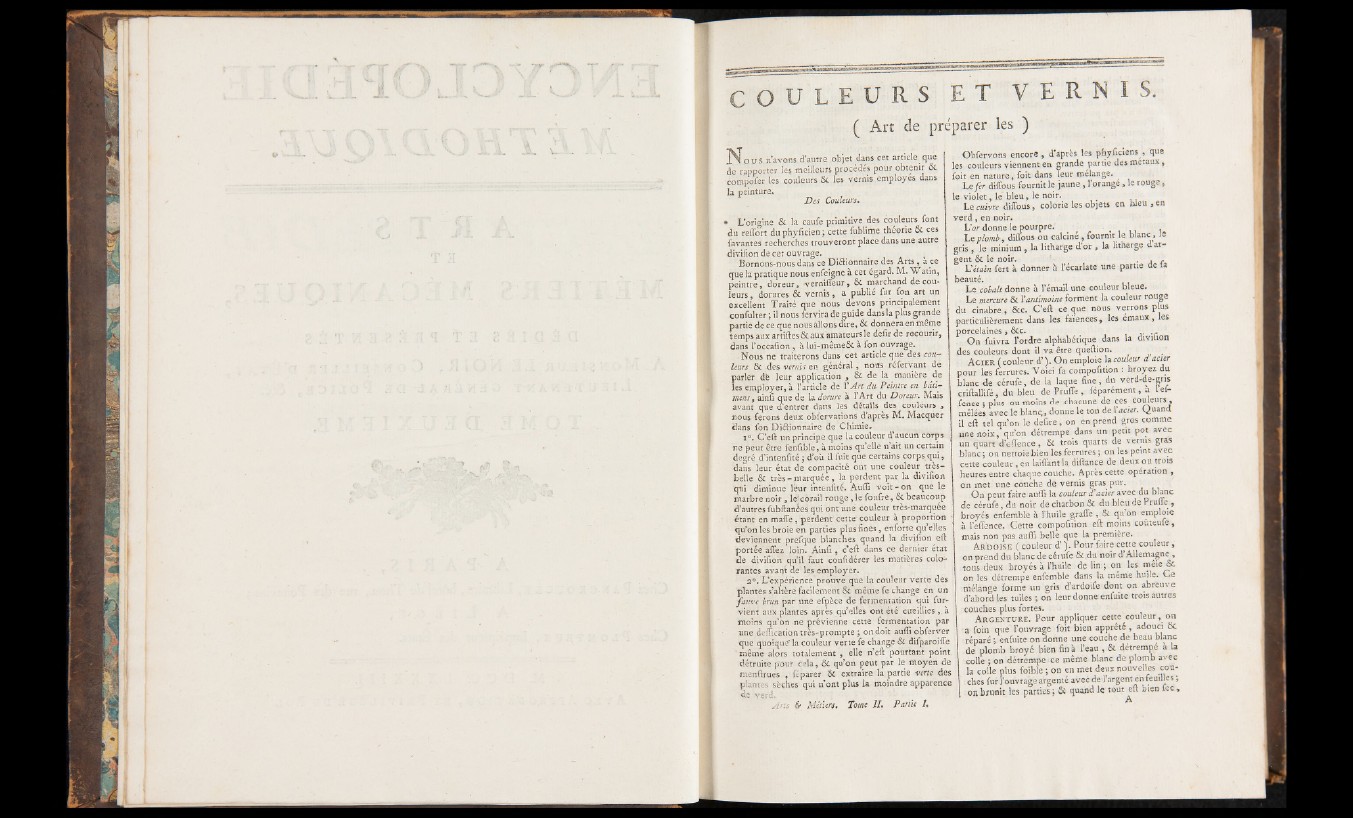 COULEURS ET VERNIS.
( Art de préparer les )
Nous n'avons d'autre objet dans cet article que
de rapporter les meilleurs procédés pour obtenir &
compoſer les couleurs & les vernis employés dans
la peinture.
Des Couleurs.
L'origine & la cauſe primitive des couleurs ſont
du reſſort du phyſicien ; cette ſublime théorie & ces
ſavantes recherches trouveront place dans une autre
diviſion de cet ouvrage.
Bornons-nous dans ce Dictionnaire des Arts, à ce
que la pratique nous enſeigne à cet égard. M. Watin,
peintre, doreur, verniſſeur, & marchand de cou-
leurs, dorures & vernis, a publié ſur ſon art un
excellent Traité que nous devons principalement
conſulter ; il nous ſervira de guide dans la plus grande
partie de ce que nous allons dire, & donnera en même
temps aux artiſtes & aux amateurs le deſir de recourir,
dans l'occaſion, à lui-même & à ſon ouvrage.
Nous ne traiterons dans cet article que des cou-
leurs & des vernis en général, nous réſervant de
parler de leur application, & de la manière de
les employer, à l'article de l'Art du Peintre en bâti-
ment, ainſi que de la dorure à l'Art du Doreur. Mais
avant que d'entrer dans les détails des couleurs,
nous ferons deux obſervations d'après M. Macquer
dans ſon Dictionnaire de Chimie.
1°. C'eſt un principe que la couleur d'aucun corps
ne peut être ſenſible, à moins qu'elle n'ait un certain
degré d'intenſité ; d'où il ſuit que certains corps qui,
dans leur état de compacité ont une couleur très-
belle & très-marquée, la perdent par la diviſion
qui diminue leur intenſité. Auſſi voit-on que le
marbre noir, le corail rouge, le ſoufre, & beaucoup
d'autres ſubſtances qui ont une couleur très-marquée
étant en maſſe, perdent cette couleur à proportion
qu'on les broie en parties plus fines, enſorte qu'elles
deviennent preſque blanches quand la diviſion eſt
portée aſſez loin. Ainſi, c'eſt dans ce dernier état
de diviſion qu'il faut conſidérer les matières colo-
rantes avant de les employer.
2°. L'expérience prouve que la couleur verte des
plantes s'altère facilement & même ſe change en un
fauve brun par une eſpèce de fermentation qui ſur-
vient aux plantes après qu'elles ont été cueillies, à
moins qu'on ne prévienne cette fermentation par
une deſſication très-prompte ; on doit auſſi obſerver
que quoique la couleur verte ſe change & diſparoiſſe
même alors totalement, elle n'eſt pourtant point
détruite pour cela, & qu'on peut par le moyen de
menſtrues, ſéparer & extraire la partie verte des
plantes sèches qui n'ont plus la moindre apparence
de verd.
Arts & Métiers. Tome II. Partie I.
Obſervons encore, d'après les phyſiciens, que
les couleurs viennent en grande partie des métaux,
ſoit en nature, ſoit dans leur mélange.
Le fer diſſous fournit le jaune, l'orangé, le rouge,
le violet, le bleu, le noir.
Le cuivre diſſous, colorie les objets en bleu, en
verd, en noir.
L'or donne le pourpre.
Le plomb, diſſous ou calciné, fournit le blanc, le
gris, le minium, la litharge d'or, la litharge d'ar-
gent & le noir.
L'étain ſert à donner à l'écarlate une partie de ſa
beauté.
Le cobalt donne à l'émail une couleur bleue.
Le mercure & l'antimoine forment la couleur rouge
du cinabre, &c. C'eſt ce que nous verrons plus
particulièrement dans les faïences, les émaux, les
porcelaines, &c.
On ſuivra l'ordre alphabétique dans la diviſion
des couleurs dont il va être queſtion.
ACIER (couleur d'). On emploie la couleur d'acier
pour les ferrures. Voici ſa compoſition : broyez du
blanc de céruſe, de la laque fine, du verd-de-gris
criſtalliſé, du bleu de Pruſſe, ſéparément, à l'eſ-
ſence ; plus ou moins de chacune de ces couleurs,
mêlées avec le blanc, donne le ton de l'acier. Quand
il eſt tel qu'on le deſire, on en prend gros comme
une noix, qu'on détrempe dans un petit pot avec
un quart d'eſſence, & trois quarts de vernis gras
blanc ; on nettoie bien les ferrures ; on les peint avec
cette couleur, en laiſſant la diſtance de deux ou trois
heures entre chaque couche. Après cette opération,
on met une couche de vernis gras pur.
On peut faire auſſi la couleur d'acier avec du blanc
de céruſe, du noir de charbon & du bleu de Pruſſe,
broyés enſemble à l'huile graſſe, & qu'on emploie
à l'eſſence. Cette compoſition eſt moins coûteuſe,
mais non pas auſſi belle que la première.
ARDOISE ( couleur d' ). Pour faire cette couleur,
on prend du blanc de céruſe & du noir d'Allemagne,
tous deux broyés à l'huile de lin ; on les mêle &
on les détrempe enſemble dans la même huile. Ce
mélange forme un gris d'ardoiſe dont on abreuve
d'abord les tuiles ; on leur donne enſuite trois autres
couches plus fortes.
ARGENTURE. Pour appliquer cette couleur, on
a ſoin que l'ouvrage ſoit bien apprêté, adouci &
réparé ; enſuite on donne une couche de beau blanc
de plomb broyé bien fin à l'eau, & détrempé à la
colle ; on détrempe ce même blanc de plomb avec
la colle plus foible ; on en met deux nouvelles cou-
ches ſur l'ouvrage argenté avec de l'argent en feuilles ;
on brunit les parties ; & quand le tout eſt bien ſec,
A